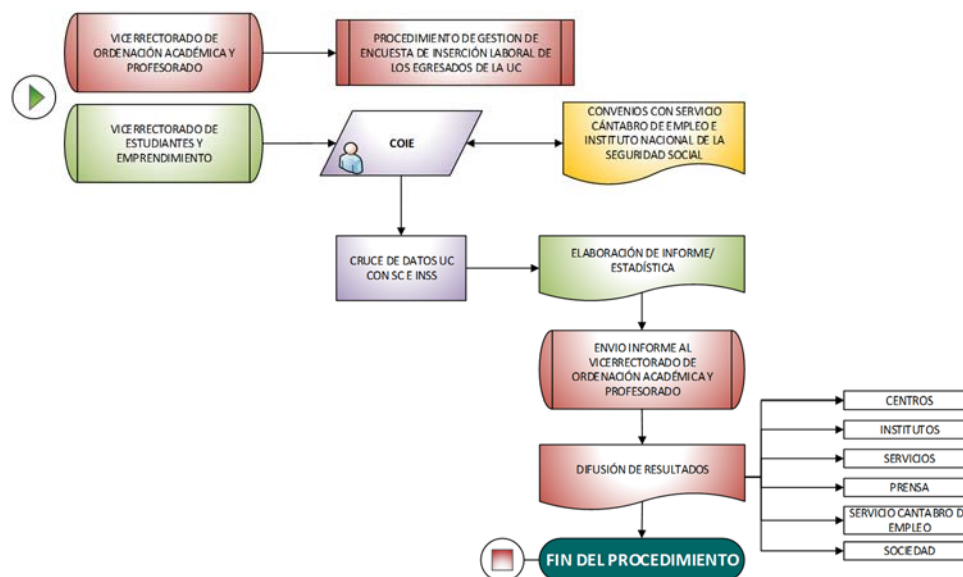 VICERRECTORADO DE
ORDENACIÓN ACADÉMICA Y
PROFESORADO
PROCEDIMIENTO DE GESTION DE
ENCUESTA DE INSERCIÓN LABORAL DE
LOS EGRESADOS DE LA UC
VICERRECTORADO DE
ESTUDIANTES Y
EMPRENDIMIENTO
COIE
CONVENIOS CON SERVICIO
CÁNTABRO DE EMPLEO E
INSTITUTO NACIONAL DE LA
SEGURIDAD SOCIAL
CRUCE DE DATOS UC
CON SC E INSS
ELABORACIÓN DE INFORME/
ESTADÍSTICA
ENVIO INFORME AL
VICERRECTORADO DE
ORDENACIÓN ACADÉMICA Y
PROFESORADO
DIFUSIÓN DE RESULTADOS
CENTROS
INSTITUTOS
SERVICIOS
PRENSA
SERVICIO CANTABRO D
EMPLEO
SOCIEDAD
FIN DEL PROCEDIMIENTO